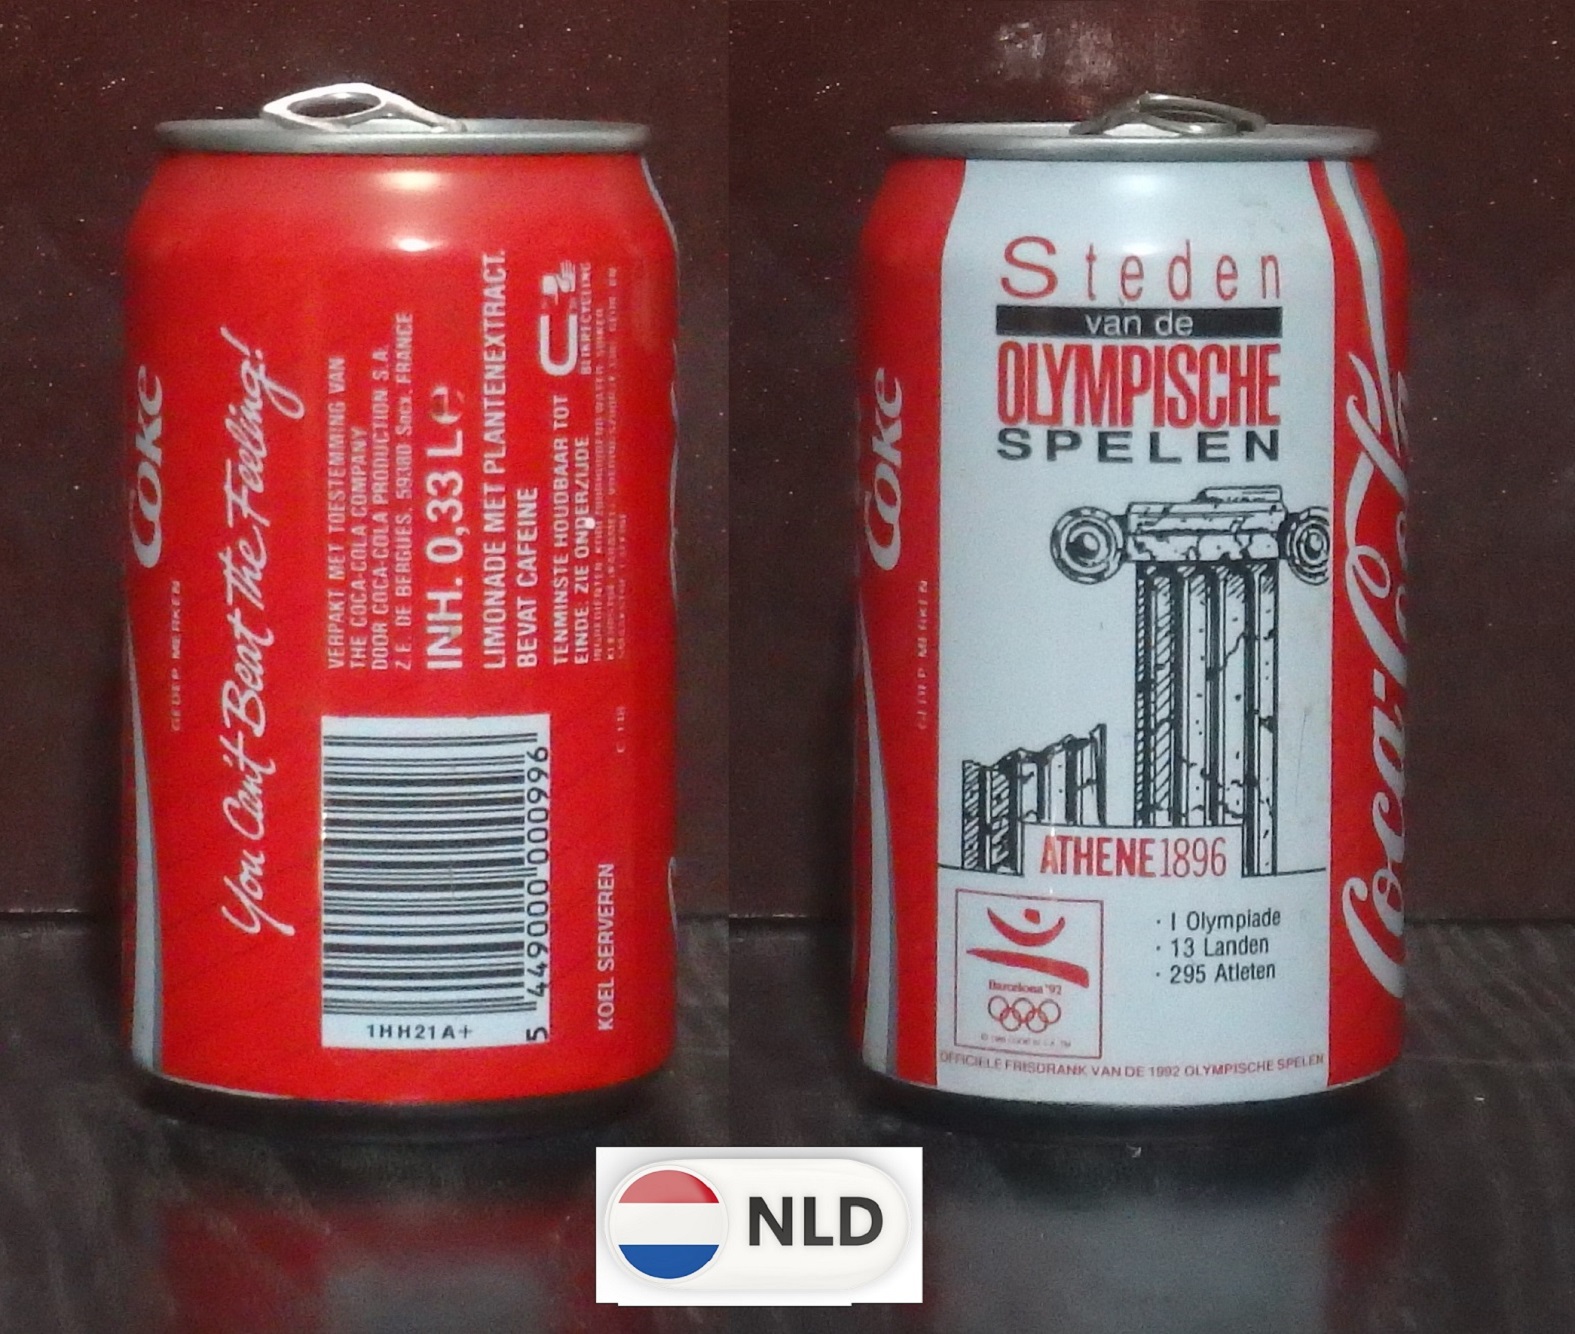 Coke
GEDEP. MERKEN
You Can't Beat The Feeling!
VERPAKT MET TOESTEMING VAN
THE COCA-COLA COMPANY
DOOR COCA-COLA PRODUCTION S.A.
Z.E. DE BERGUES. 59380 Socx. FRANCE
INH. 0,33 L e
LIMONADE MET PLANTENEXTRACT.
BEVAT CAFEINE
TENMINSTE HOUDBAAR TOT
EINDE. ZIE ONDERZIJDE
1HH21A+
5 449000 000996
KOEL SERVEREN
Coke
GEDEP. MERKEN
Steden
van de
OLYMPISCHE
SPELEN
ATHENE 1896
Barcelona '92
· I Olympiade
· 13 Landen
· 295 Atleten
OFFICIELE FRISDRANK VAN DE 1992 OLYMPISCHE SPELEN
Coca-Cola
NLD